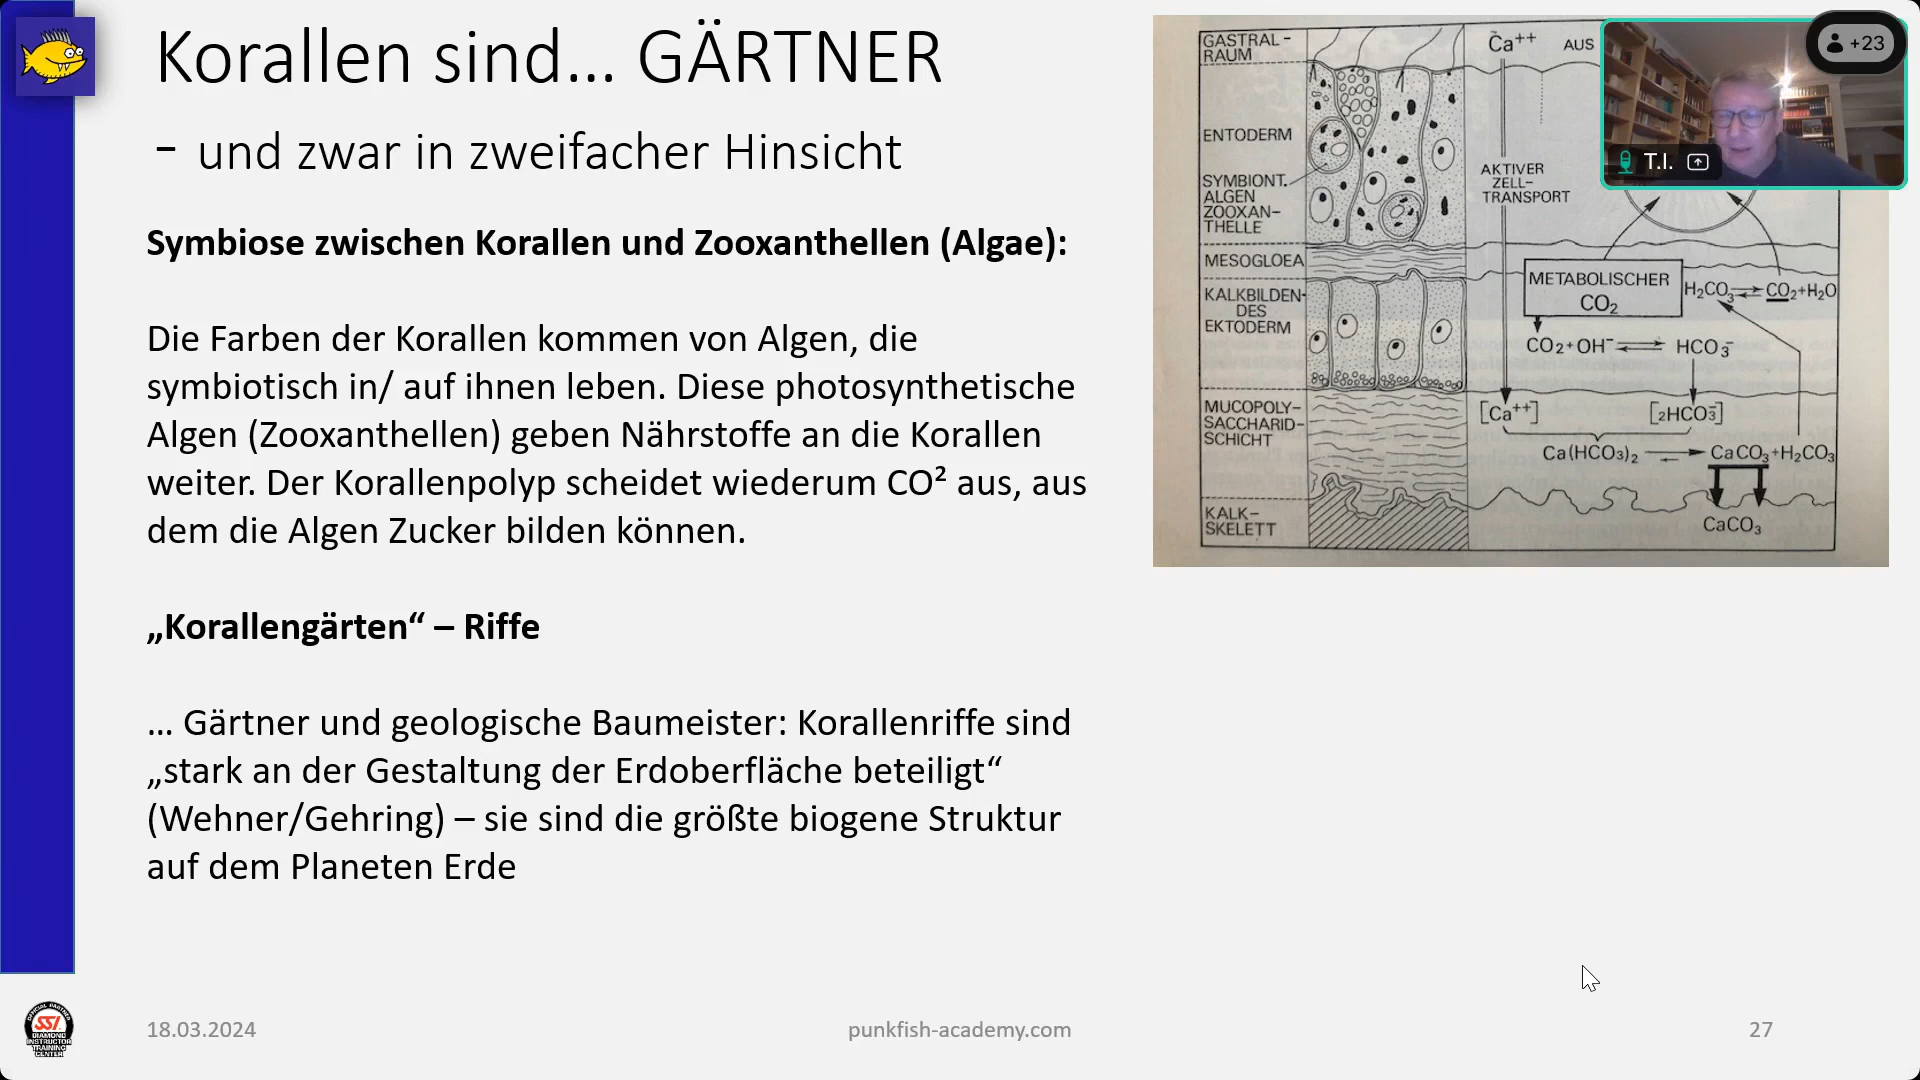 Korallen sind... GÄRTNER
- und zwar in zweifacher Hinsicht
Symbiose zwischen Korallen und Zooxanthellen (Algae):
Die Farben der Korallen kommen von Algen, die
symbiotisch in/ auf ihnen leben. Diese photosynthetische
Algen (Zooxanthellen) geben Nährstoffe an die Korallen
weiter. Der Korallenpolyp scheidet wiederum CO² aus, aus
dem die Algen Zucker bilden können.
„Korallengärten“ – Riffe
... Gärtner und geologische Baumeister: Korallenriffe sind
„stark an der Gestaltung der Erdoberfläche beteiligt“
(Wehner/Gehring) – sie sind die größte biogene Struktur
auf dem Planeten Erde
GASTRAL-
RAUM
ENTODERM
SYMBIONT.
ALGEN
ZOOXAN-
THELLE
MESOGLOEA
KALKBILDEN-
DES
EKTODERM
MUCOPOLY-
SACCHARID-
SCHICHT
KALK-
SKELETT
Ca⁺⁺ AUS
AKTIVER
ZELL-
TRANSPORT
METABOLISCHER
CO₂
H₂CO₃ ⇌ CO₂+H₂O
CO₂+OH⁻ ⇌ HCO₃⁻
[Ca⁺⁺] [2HCO₃⁻]
Ca(HCO₃)₂ ⇌ CaCO₃+H₂CO₃
CaCO₃
+23
T.I.
SSI
DIAMOND
INSTRUCTOR
TRAINING
CENTER
18.03.2024
punkfish-academy.com
27